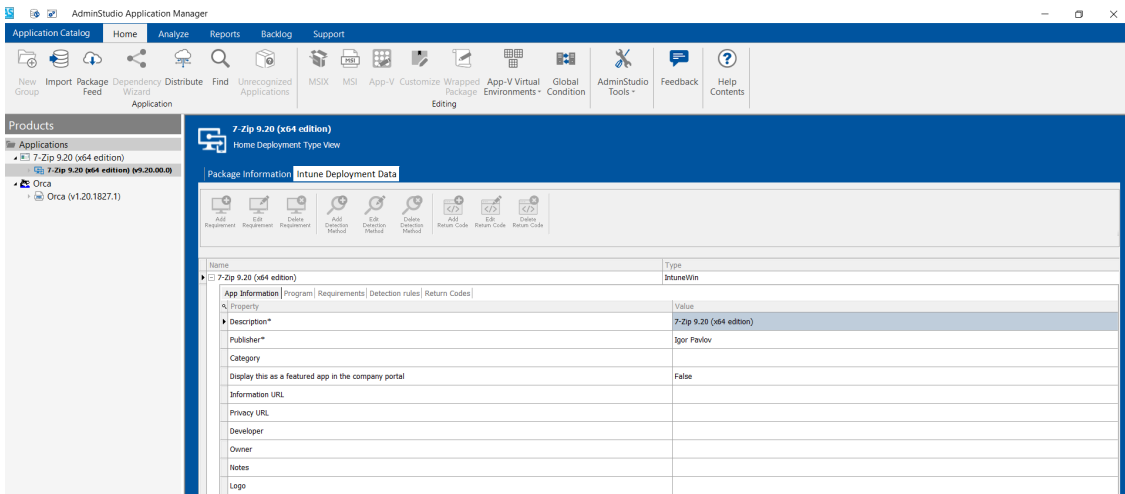 AdminStudio Application Manager
Application Catalog Home Analyze Reports Backlog Support
New Group Import Package Feed Dependency Wizard Distribute Find Unrecognized Applications MSIX MSI App-V Customize Wrapped Package App-V Virtual Environments Global Condition AdminStudio Tools Feedback Help Contents
Application Editing
Products
Applications
7-Zip 9.20 (x64 edition)
7-Zip 9.20 (x64 edition) (v9.20.00.0)
Orca
Orca (v1.20.1827.1)
7-Zip 9.20 (x64 edition)
Home Deployment Type View
Package Information Intune Deployment Data
Add Requirement Edit Requirement Delete Requirement Add Detection Method Edit Detection Method Delete Detection Method Add Return Code Edit Return Code Delete Return Code
Name Type
7-Zip 9.20 (x64 edition) IntuneWin
App Information Program Requirements Detection rules Return Codes
Property Value
Description* 7-Zip 9.20 (x64 edition)
Publisher* Igor Pavlov
Category
Display this as a featured app in the company portal False
Information URL
Privacy URL
Developer
Owner
Notes
Logo